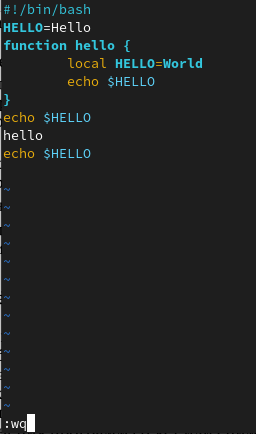 #!/bin/bash
HELLO=Hello
function hello {
        local HELLO=World
        echo $HELLO
}
echo $HELLO
hello
echo $HELLO
~
~
~
~
~
~
~
~
~
~
~
~
~
:wq